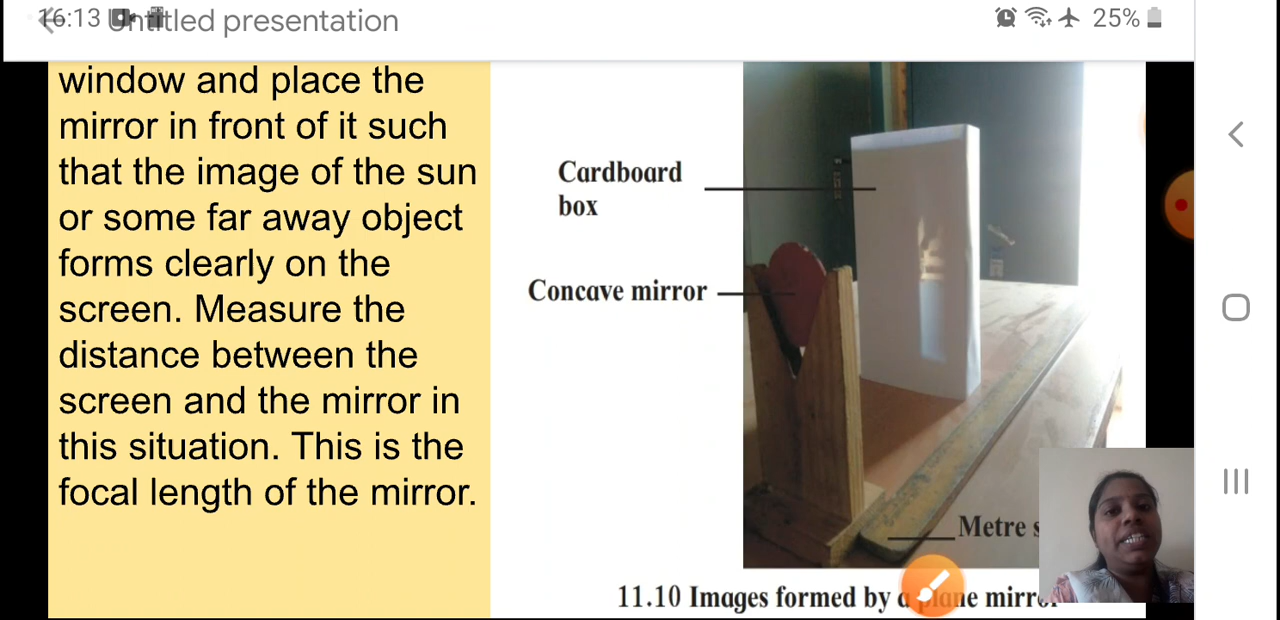 16:13
Untitled presentation
25%
window and place the
mirror in front of it such
that the image of the sun
or some far away object
forms clearly on the
screen. Measure the
distance between the
screen and the mirror in
this situation. This is the
focal length of the mirror.
Cardboard
box
Concave mirror
Metre
11.10 Images formed by a plane mirror